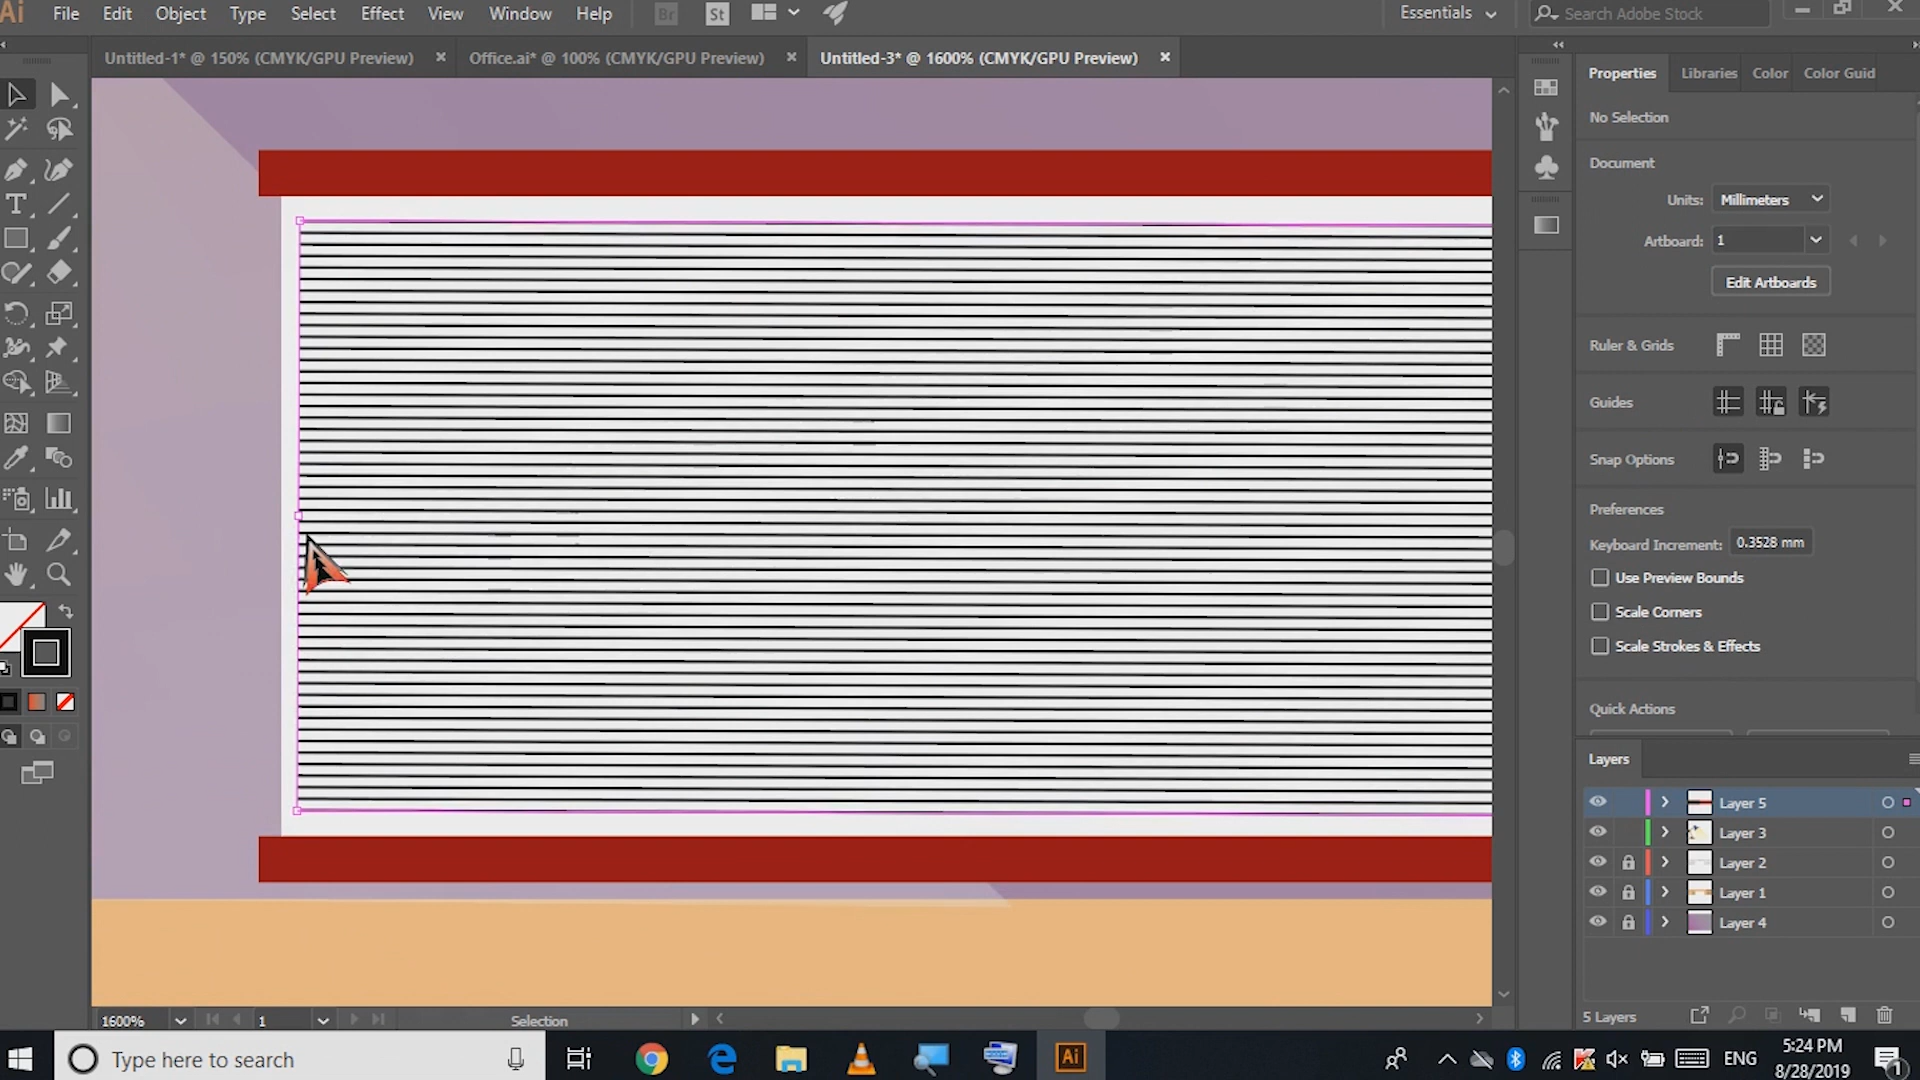 Ai File Edit Object Type Select Effect View Window Help Br St Essentials Search Adobe Stock
Untitled-1* @ 150% (CMYK/GPU Preview) Office.ai* @ 100% (CMYK/GPU Preview) Untitled-3* @ 1600% (CMYK/GPU Preview)
Properties Libraries Color Color Guid
No Selection
Document
Units: Millimeters
Artboard: 1
Edit Artboards
Ruler & Grids
Guides
Snap Options
Preferences
Keyboard Increment: 0.3528 mm
Use Preview Bounds
Scale Corners
Scale Strokes & Effects
Quick Actions
Layers
Layer 5
Layer 3
Layer 2
Layer 1
Layer 4
5 Layers
1600% 1 Selection
Type here to search
Ai
ENG
5:24 PM
8/28/2019
1